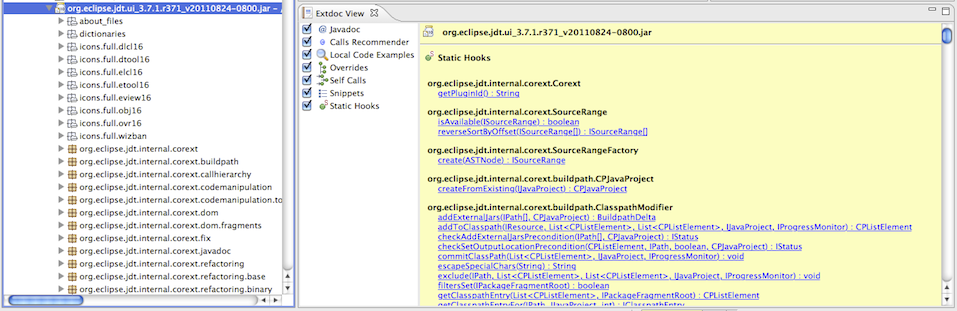 org.eclipse.jdt.ui_3.7.1.r371_v20110824-0800.jar
about_files
dictionaries
icons.full.dlcl16
icons.full.dtool16
icons.full.elcl16
icons.full.etool16
icons.full.eview16
icons.full.obj16
icons.full.ovr16
icons.full.wizban
org.eclipse.jdt.internal.corext
org.eclipse.jdt.internal.corext.buildpath
org.eclipse.jdt.internal.corext.callhierarchy
org.eclipse.jdt.internal.corext.codemanipulation
org.eclipse.jdt.internal.corext.codemanipulation.to
org.eclipse.jdt.internal.corext.dom
org.eclipse.jdt.internal.corext.dom.fragments
org.eclipse.jdt.internal.corext.fix
org.eclipse.jdt.internal.corext.javadoc
org.eclipse.jdt.internal.corext.refactoring
org.eclipse.jdt.internal.corext.refactoring.base
org.eclipse.jdt.internal.corext.refactoring.binary
Extdoc View
Javadoc
Calls Recommender
Local Code Examples
Overrides
Self Calls
Snippets
Static Hooks
org.eclipse.jdt.ui_3.7.1.r371_v20110824-0800.jar
Static Hooks
org.eclipse.jdt.internal.corext.Corext
getPluginId() : String
org.eclipse.jdt.internal.corext.SourceRange
isAvailable(ISourceRange) : boolean
reverseSortByOffset(ISourceRange[]) : ISourceRange[]
org.eclipse.jdt.internal.corext.SourceRangeFactory
create(ASTNode) : ISourceRange
org.eclipse.jdt.internal.corext.buildpath.CPJavaProject
createFromExisting(IJavaProject) : CPJavaProject
org.eclipse.jdt.internal.corext.buildpath.ClasspathModifier
addExternalJars(IPath[], CPJavaProject) : BuildpathDelta
addToClasspath(IResource, List<CPListElement>, List<CPListElement>, IJavaProject, IProgressMonitor) : CPListElement
checkAddExternalJarsPrecondition(IPath[], CPJavaProject) : IStatus
checkSetOutputLocationPrecondition(CPListElement, IPath, boolean, CPJavaProject) : IStatus
commitClassPath(List<CPListElement>, IJavaProject, IProgressMonitor) : void
escapeSpecialChars(String) : String
exclude(IPath, List<CPListElement>, List<CPListElement>, IJavaProject, IProgressMonitor) : void
filtersSet(IPackageFragmentRoot) : boolean
getClasspathEntry(List<CPListElement>, IPackageFragmentRoot) : CPListElement
getClasspathEntryFor(IPath, IJavaProject, int) : IClasspathEntry